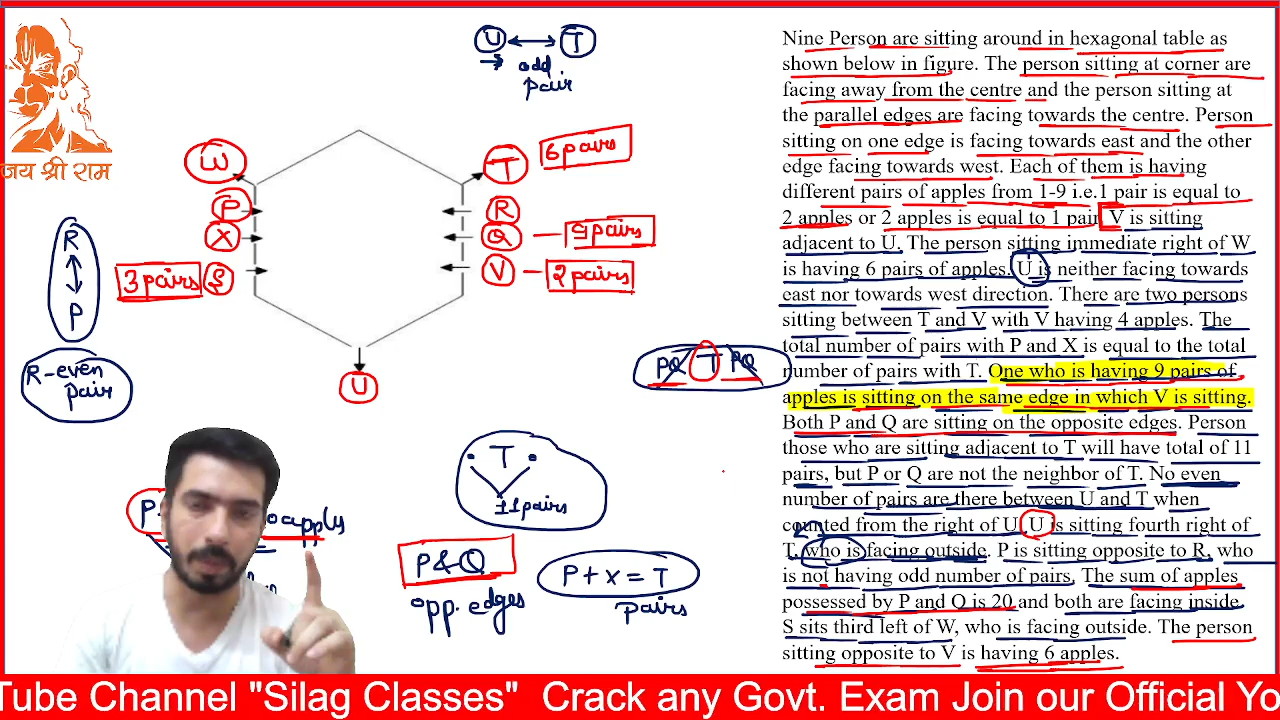 जय श्री राम
U ↔ T
odd
pair
W
T
6 pairs
P
R
X
Q
9 pairs
3 pairs
S
V
2 pairs
U
R
P
R-even
pair
PQ T PQ
T
11 pairs
P
apples
P & Q
opp. edges
P + x = T
pairs
Nine Person are sitting around in hexagonal table as
shown below in figure. The person sitting at corner are
facing away from the centre and the person sitting at
the parallel edges are facing towards the centre. Person
sitting on one edge is facing towards east and the other
edge facing towards west. Each of them is having
different pairs of apples from 1-9 i.e.1 pair is equal to
2 apples or 2 apples is equal to 1 pair. V is sitting
adjacent to U. The person sitting immediate right of W
is having 6 pairs of apples. U is neither facing towards
east nor towards west direction. There are two persons
sitting between T and V with V having 4 apples. The
total number of pairs with P and X is equal to the total
number of pairs with T. One who is having 9 pairs of
apples is sitting on the same edge in which V is sitting.
Both P and Q are sitting on the opposite edges. Person
those who are sitting adjacent to T will have total of 11
pairs, but P or Q are not the neighbor of T. No even
number of pairs are there between U and T when
counted from the right of U. U is sitting fourth right of
T, who is facing outside. P is sitting opposite to R, who
is not having odd number of pairs. The sum of apples
possessed by P and Q is 20 and both are facing inside.
S sits third left of W, who is facing outside. The person
sitting opposite to V is having 6 apples.
Tube Channel "Silag Classes" Crack any Govt. Exam Join our Official Yo